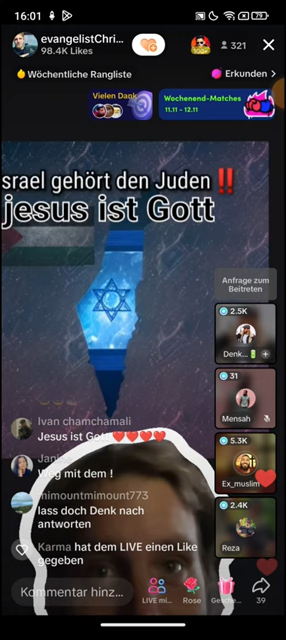 16:01
79
evangelistChri...
98.4K Likes
321
Wöchentliche Rangliste
Erkunden >
Vielen Dank
Wochenend-Matches
11.11 - 12.11
srael gehört den Juden ‼️
jesus ist Gott
Anfrage zum
Beitreten
2.5K
Denk...
31
Mensah
5.3K
Ex_muslim
2.4K
Reza
Ivan chamchamali
Jesus ist Gott❤️❤️❤️❤️
Weg mit dem !
mimountmimount773
lass doch Denk nach
antworten
Karma hat dem LIVE einen Like
gegeben
Kommentar hinz...
LIVE mi...
Rose
Gesche...
39